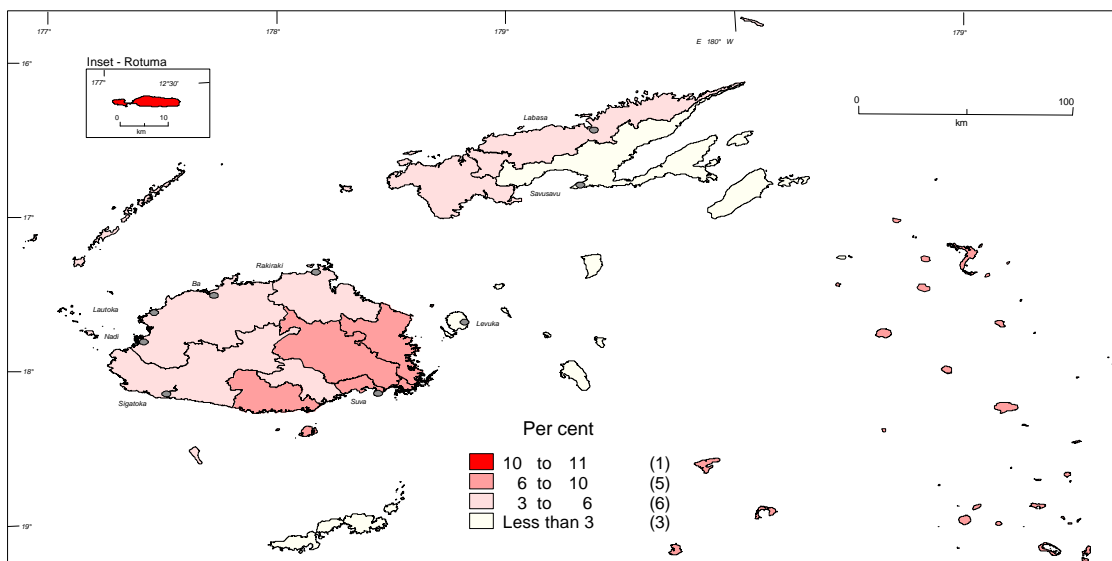 177° 178° 179° E 180° W 179°
16°
Inset - Rotuma
177° 12°30'
0 10
km
0 100
km
Labasa
Savusavu
17°
Rakiraki
Ba
Lautoka
Levuka
Nadi
18°
Sigatoka
Suva
Per cent
10 to 11 (1)
6 to 10 (5)
3 to 6 (6)
Less than 3 (3)
19°